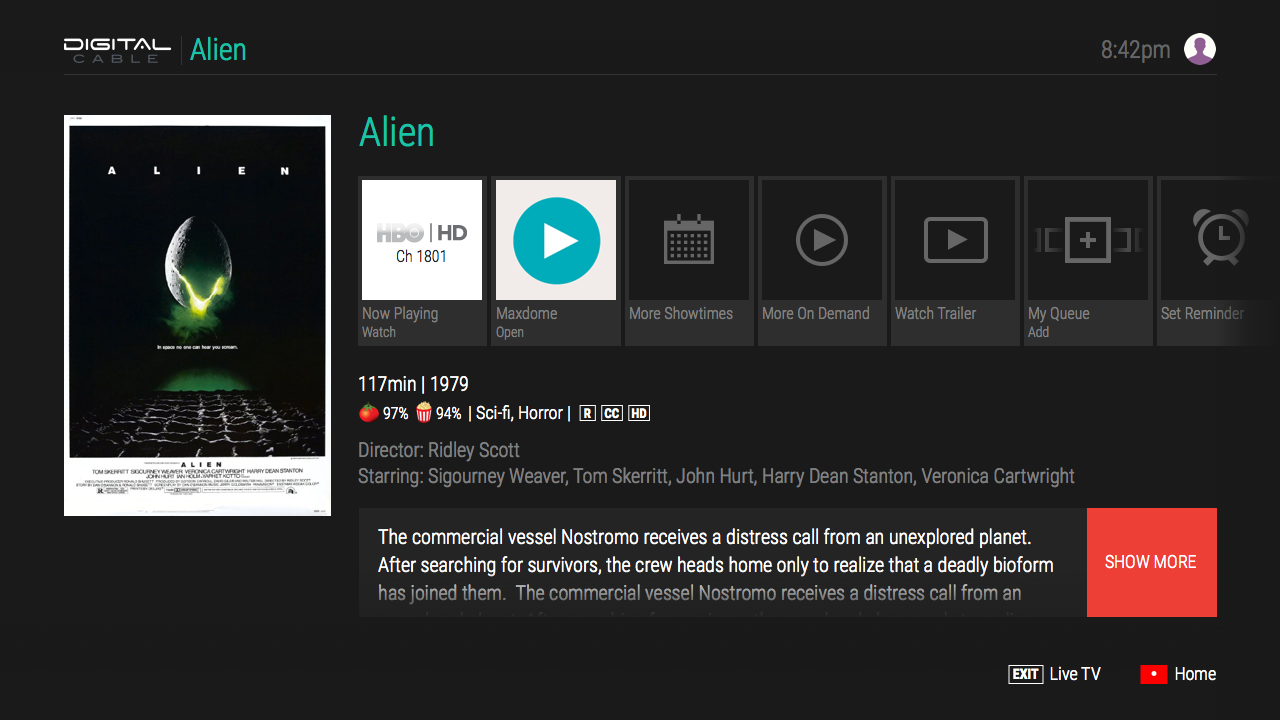 DIGITAL
CABLE
Alien
8:42pm
A L I E N
In space no one can hear you scream.
A L I E N
TOM SKERRITT SIGOURNEY WEAVER, VERONICA CARTWRIGHT HARRY DEAN STANTON,
JOHN HURT, IAN HOLM, YAPHET KOTTO
Alien
HBO | HD
Ch 1801
Now Playing
Watch
Maxdome
Open
More Showtimes
More On Demand
Watch Trailer
My Queue
Add
Set Reminder
117min | 1979
97% 94% | Sci-fi, Horror | R CC HD
Director: Ridley Scott
Starring: Sigourney Weaver, Tom Skerritt, John Hurt, Harry Dean Stanton, Veronica Cartwright
The commercial vessel Nostromo receives a distress call from an unexplored planet.
After searching for survivors, the crew heads home only to realize that a deadly bioform
has joined them. The commercial vessel Nostromo receives a distress call from an
SHOW MORE
EXIT Live TV
Home